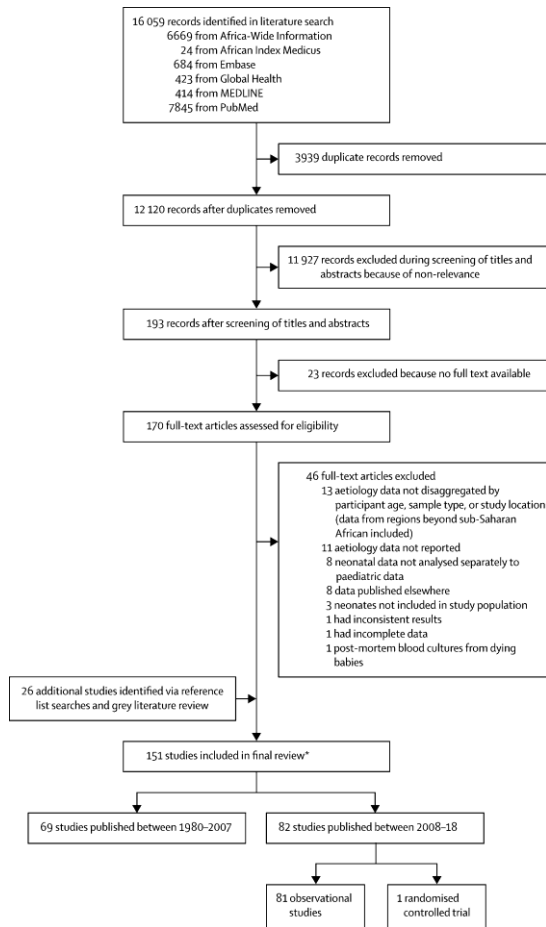 16 059 records identified in literature search
6669 from Africa-Wide Information
24 from African Index Medicus
684 from Embase
423 from Global Health
414 from MEDLINE
7845 from PubMed
3939 duplicate records removed
12 120 records after duplicates removed
11 927 records excluded during screening of titles and
abstracts because of non-relevance
193 records after screening of titles and abstracts
23 records excluded because no full text available
170 full-text articles assessed for eligibility
46 full-text articles excluded
13 aetiology data not disaggregated by
participant age, sample type, or study location
(data from regions beyond sub-Saharan
African included)
11 aetiology data not reported
8 neonatal data not analysed separately to
paediatric data
8 data published elsewhere
3 neonates not included in study population
1 had inconsistent results
1 had incomplete data
1 post-mortem blood cultures from dying
babies
26 additional studies identified via reference
list searches and grey literature review
151 studies included in final review*
69 studies published between 1980–2007
82 studies published between 2008–18
81 observational
studies
1 randomised
controlled trial